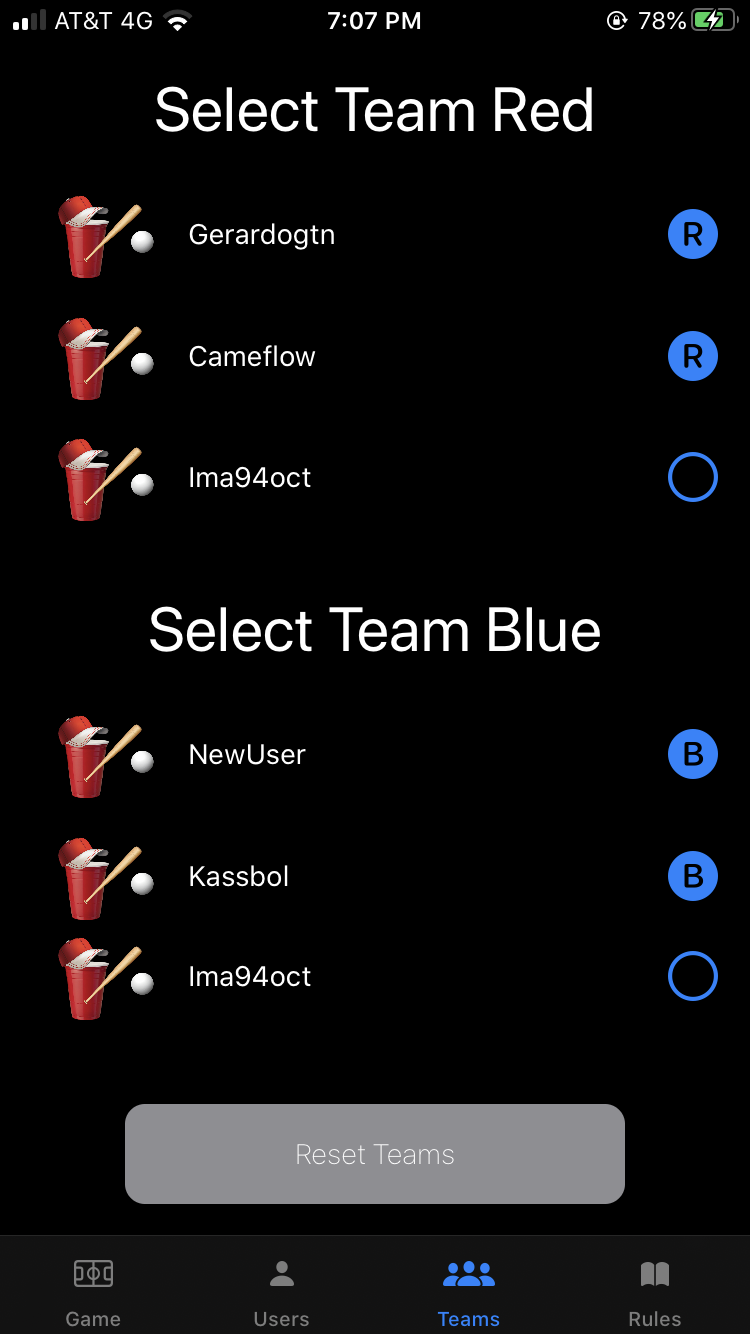 AT&T 4G 7:07 PM 78%
Select Team Red
Gerardogtn R
Cameflow R
Ima94oct
Select Team Blue
NewUser B
Kassbol B
Ima94oct
Reset Teams
Game Users Teams Rules